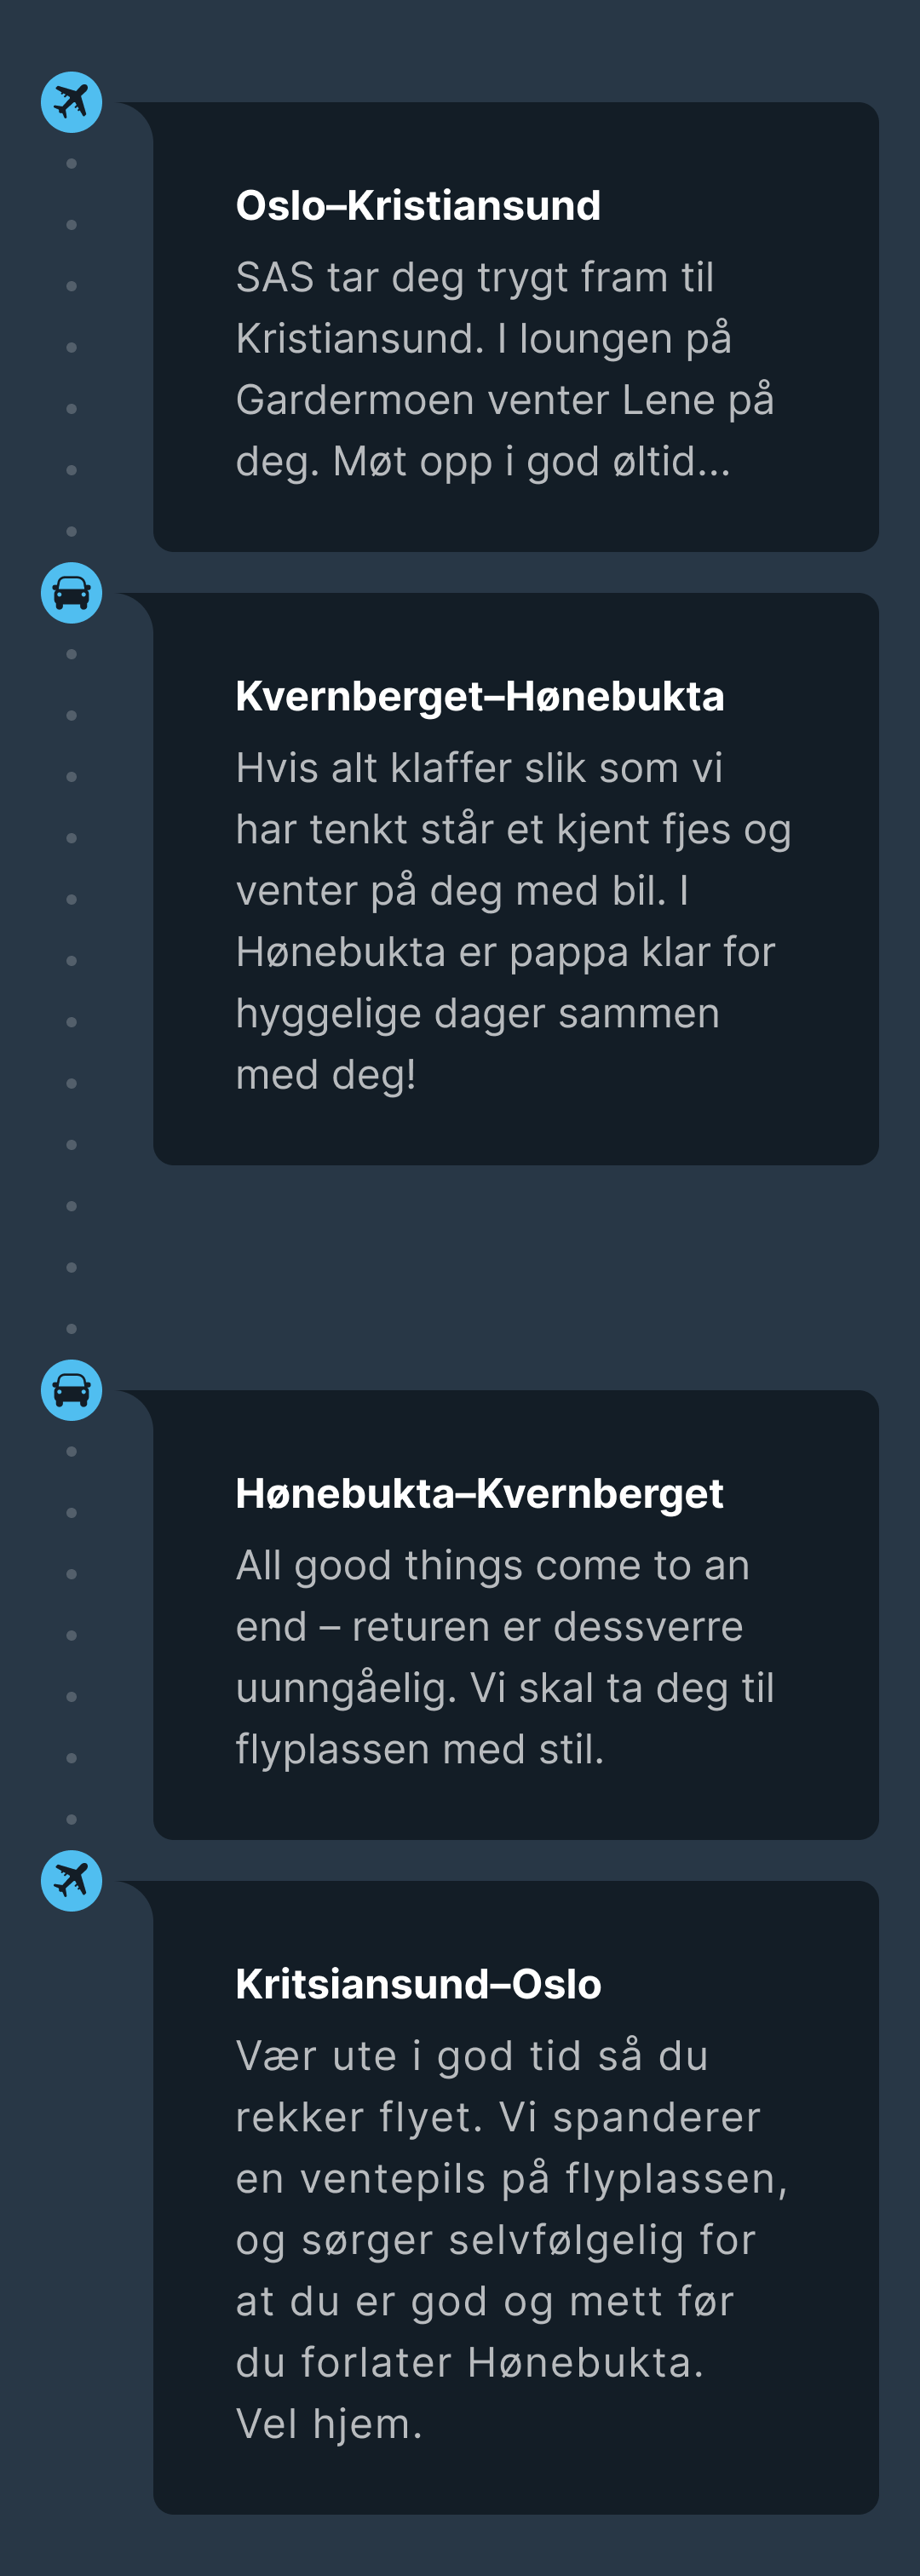 Oslo–Kristiansund
SAS tar deg trygt fram til
Kristiansund. I loungen på
Gardermoen venter Lene på
deg. Møt opp i god øltid...
Kvernberget–Hønebukta
Hvis alt klaffer slik som vi
har tenkt står et kjent fjes og
venter på deg med bil. I
Hønebukta er pappa klar for
hyggelige dager sammen
med deg!
Hønebukta–Kvernberget
All good things come to an
end – returen er dessverre
uunngåelig. Vi skal ta deg til
flyplassen med stil.
Kritsiansund–Oslo
Vær ute i god tid så du
rekker flyet. Vi spanderer
en ventepils på flyplassen,
og sørger selvfølgelig for
at du er god og mett før
du forlater Hønebukta.
Vel hjem.